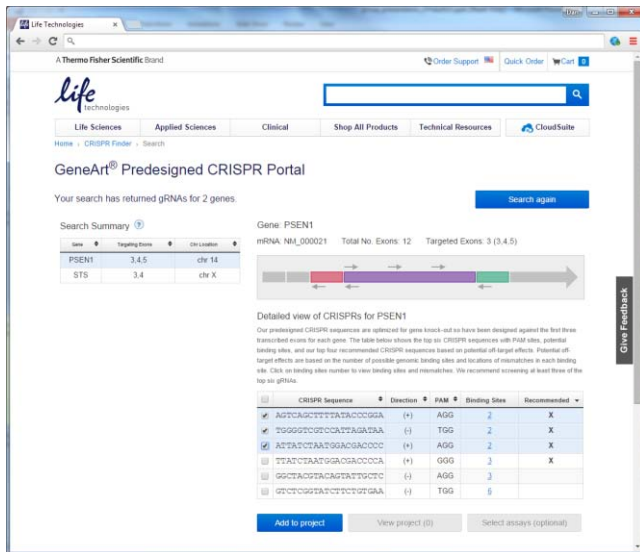 Life Technologies
A Thermo Fisher Scientific Brand
Order Support
Quick Order
Cart 0
life
technologies
Life Sciences
Applied Sciences
Clinical
Shop All Products
Technical Resources
CloudSuite
Home › CRISPR Finder › Search
GeneArt® Predesigned CRISPR Portal
Your search has returned gRNAs for 2 genes.
Search again
Search Summary ?
Gene Targeting Exons Chr Location
PSEN1 3,4,5 chr 14
STS 3,4 chr X
Gene: PSEN1
mRNA: NM_000021 Total No. Exons: 12 Targeted Exons: 3 (3,4,5)
Detailed view of CRISPRs for PSEN1
Our predesigned CRISPR sequences are optimized for gene knock-out so have been designed against the first three
transcribed exons for each gene. The table below shows the top six CRISPR sequences with PAM sites, potential
binding sites, and our top four recommended CRISPR sequences based on potential off-target effects. Potential off-
target effects are based on the number of possible genomic binding sites and locations of mismatches in each binding
site. Click on binding sites number to view binding sites and mismatches. We recommend screening at least three of the
top six gRNAs.
CRISPR Sequence Direction PAM Binding Sites Recommended
AGTCAGCTTTTATACCCGGA (+) AGG 2 X
TGGGGTCGTCCATTAGATAA (-) TGG 2 X
ATTATCTAATGGACGACCCC (+) AGG 2 X
TTATCTAATGGACGACCCCA (+) GGG 3 X
GGCTACGTACAGTATTGCTC (-) AGG 3
GTCTCGGTATCTTCTGTGAA (-) TGG 6
Add to project
View project (0)
Select assays (optional)
Give Feedback